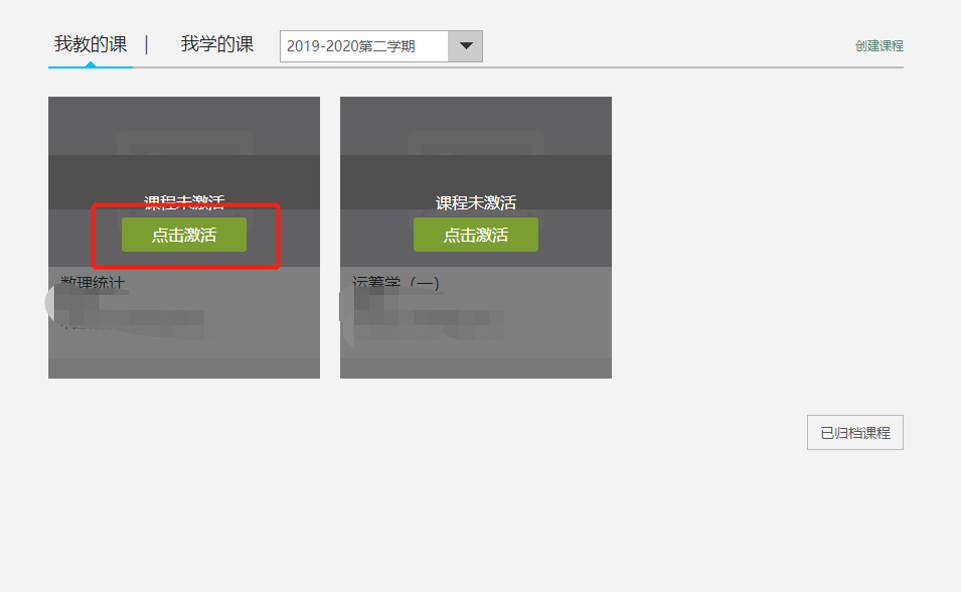 我教的课 | 我学的课 2019-2020第二学期 创建课程
课程未激活 课程未激活
点击激活 点击激活
数理统计 运筹学（一）
已归档课程